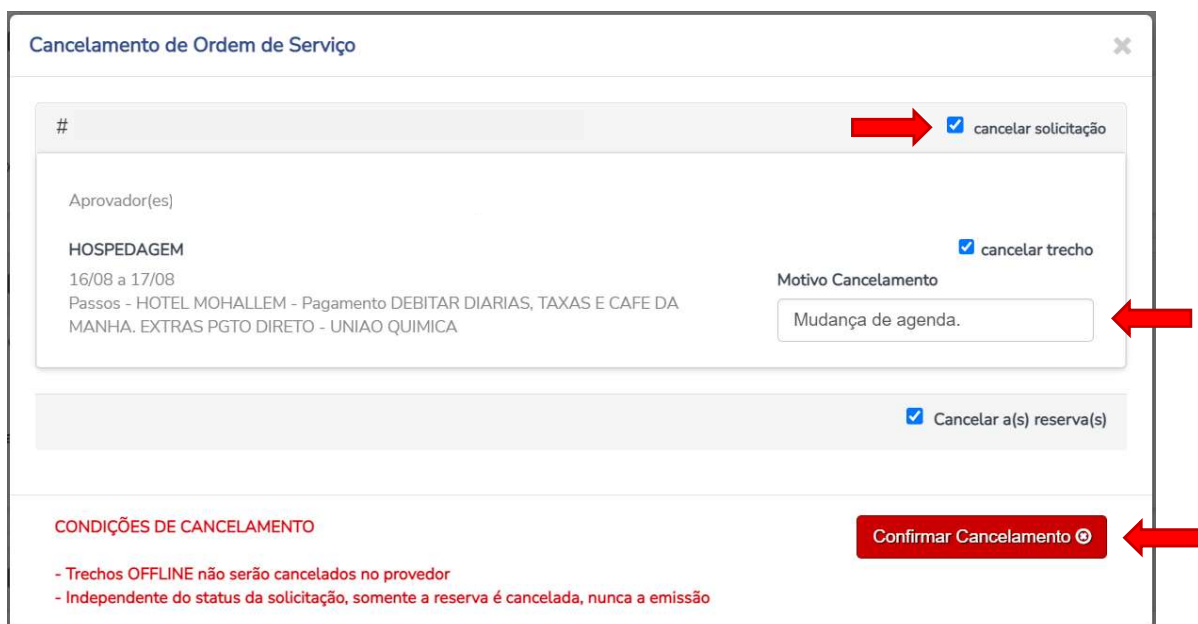 Cancelamento de Ordem de Serviço
#
cancelar solicitação
Aprovador(es)
HOSPEDAGEM
cancelar trecho
16/08 a 17/08
Motivo Cancelamento
Passos - HOTEL MOHALLEM - Pagamento DEBITAR DIARIAS, TAXAS E CAFE DA
MANHA. EXTRAS PGTO DIRETO - UNIAO QUIMICA
Mudança de agenda.
Cancelar a(s) reserva(s)
CONDIÇÕES DE CANCELAMENTO
Confirmar Cancelamento
- Trechos OFFLINE não serão cancelados no provedor
- Independente do status da solicitação, somente a reserva é cancelada, nunca a emissão